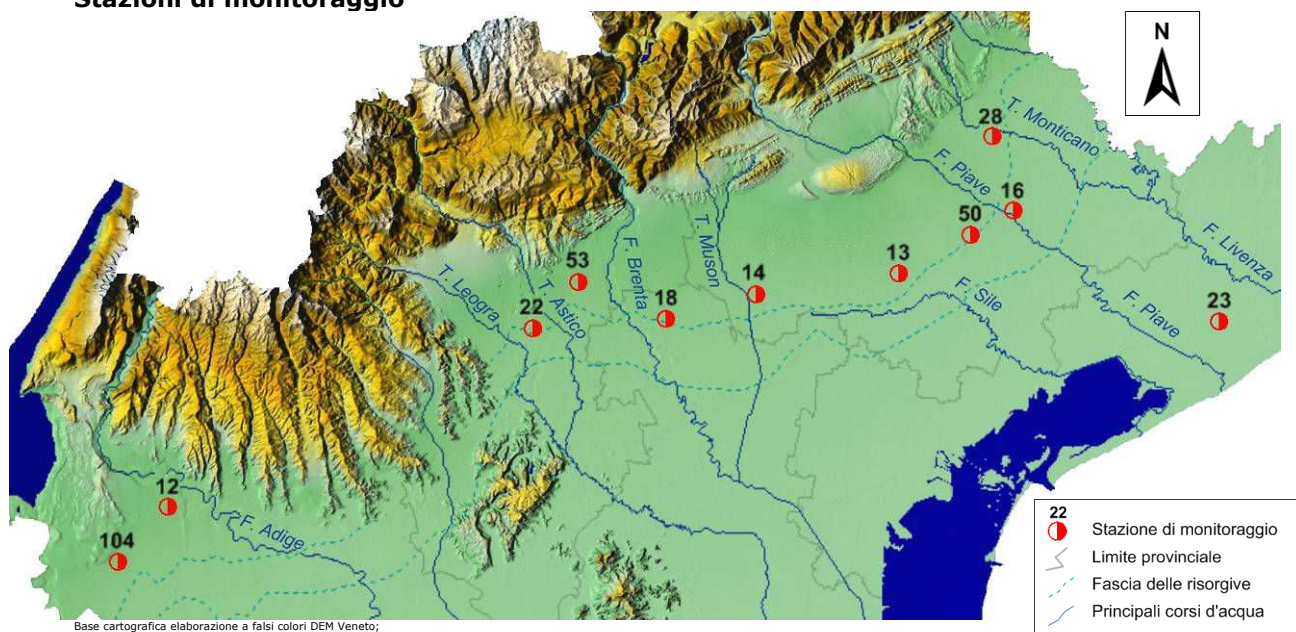 Stazioni di monitoraggio
N
28
T. Monticano
F. Piave
16
50
53
F. Brenta
T. Muson
13
F. Livenza
T. Leogra
T. Astico
14
22
18
F. Sile
F. Piave
23
12
F. Adige
104
22
Stazione di monitoraggio
Limite provinciale
Fascia delle risorgive
Principali corsi d'acqua
Base cartografica elaborazione a falsi colori DEM Veneto;